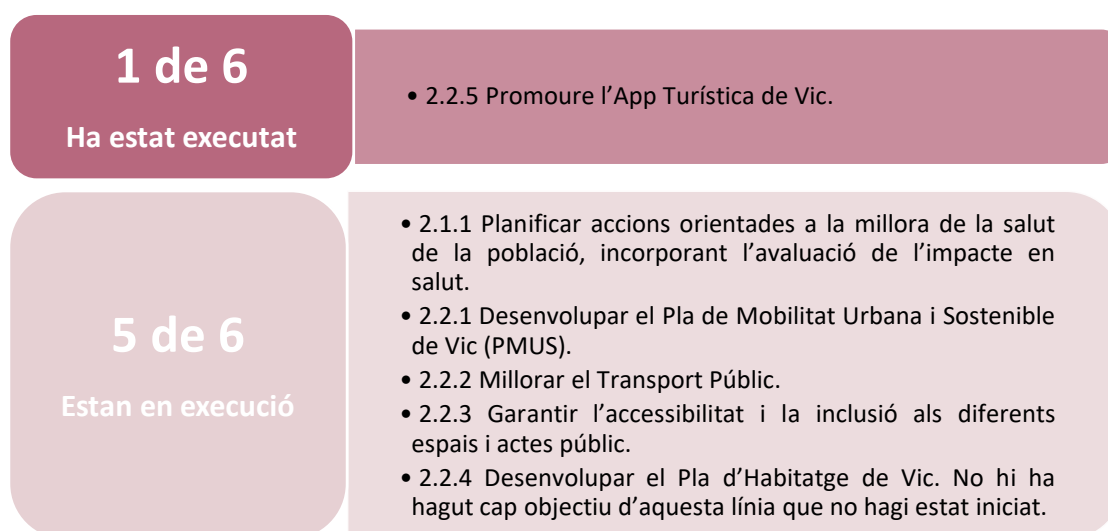 1 de 6
Ha estat executat
• 2.2.5 Promoure l’App Turística de Vic.
5 de 6
Estan en execució
• 2.1.1 Planificar accions orientades a la millora de la salut
de la població, incorporant l’avaluació de l’impacte en
salut.
• 2.2.1 Desenvolupar el Pla de Mobilitat Urbana i Sostenible
de Vic (PMUS).
• 2.2.2 Millorar el Transport Públic.
• 2.2.3 Garantir l’accessibilitat i la inclusió als diferents
espais i actes públic.
• 2.2.4 Desenvolupar el Pla d’Habitatge de Vic. No hi ha
hagut cap objectiu d’aquesta línia que no hagi estat iniciat.